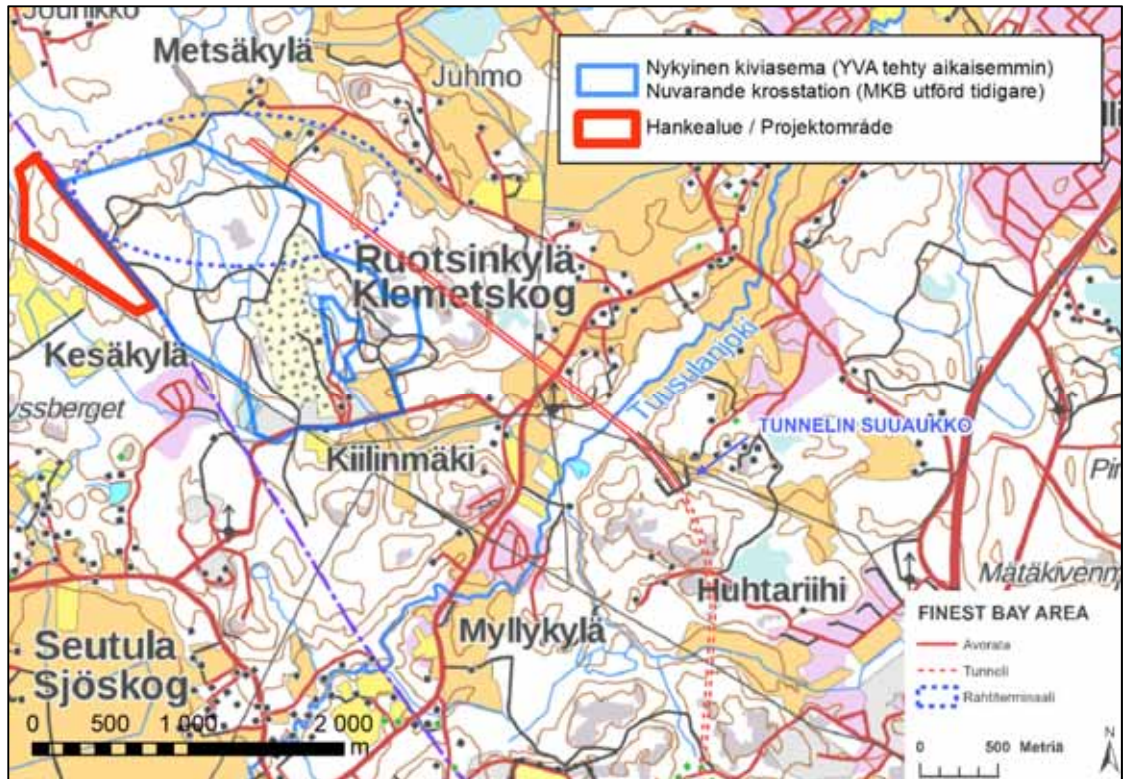 Metsäkylä
Juhmo
Nykyinen kiviasema (YVA tehty aikaisemmin)
Nuvarande krosstation (MKB utförd tidigare)
Hankealue / Projektområde
Ruotsinkylä
Klemetskog
Kesäkylä
Tuusulanjoki
TUNNELIN SUUAUKKO
Kiilinmäki
Huhtariihi
Myllykylä
Seutula
Sjöskog
0 500 1 000 2 000
m
FINEST BAY AREA
Avorata
Tunneli
Rahtiterminaali
0 500 Metriä
N